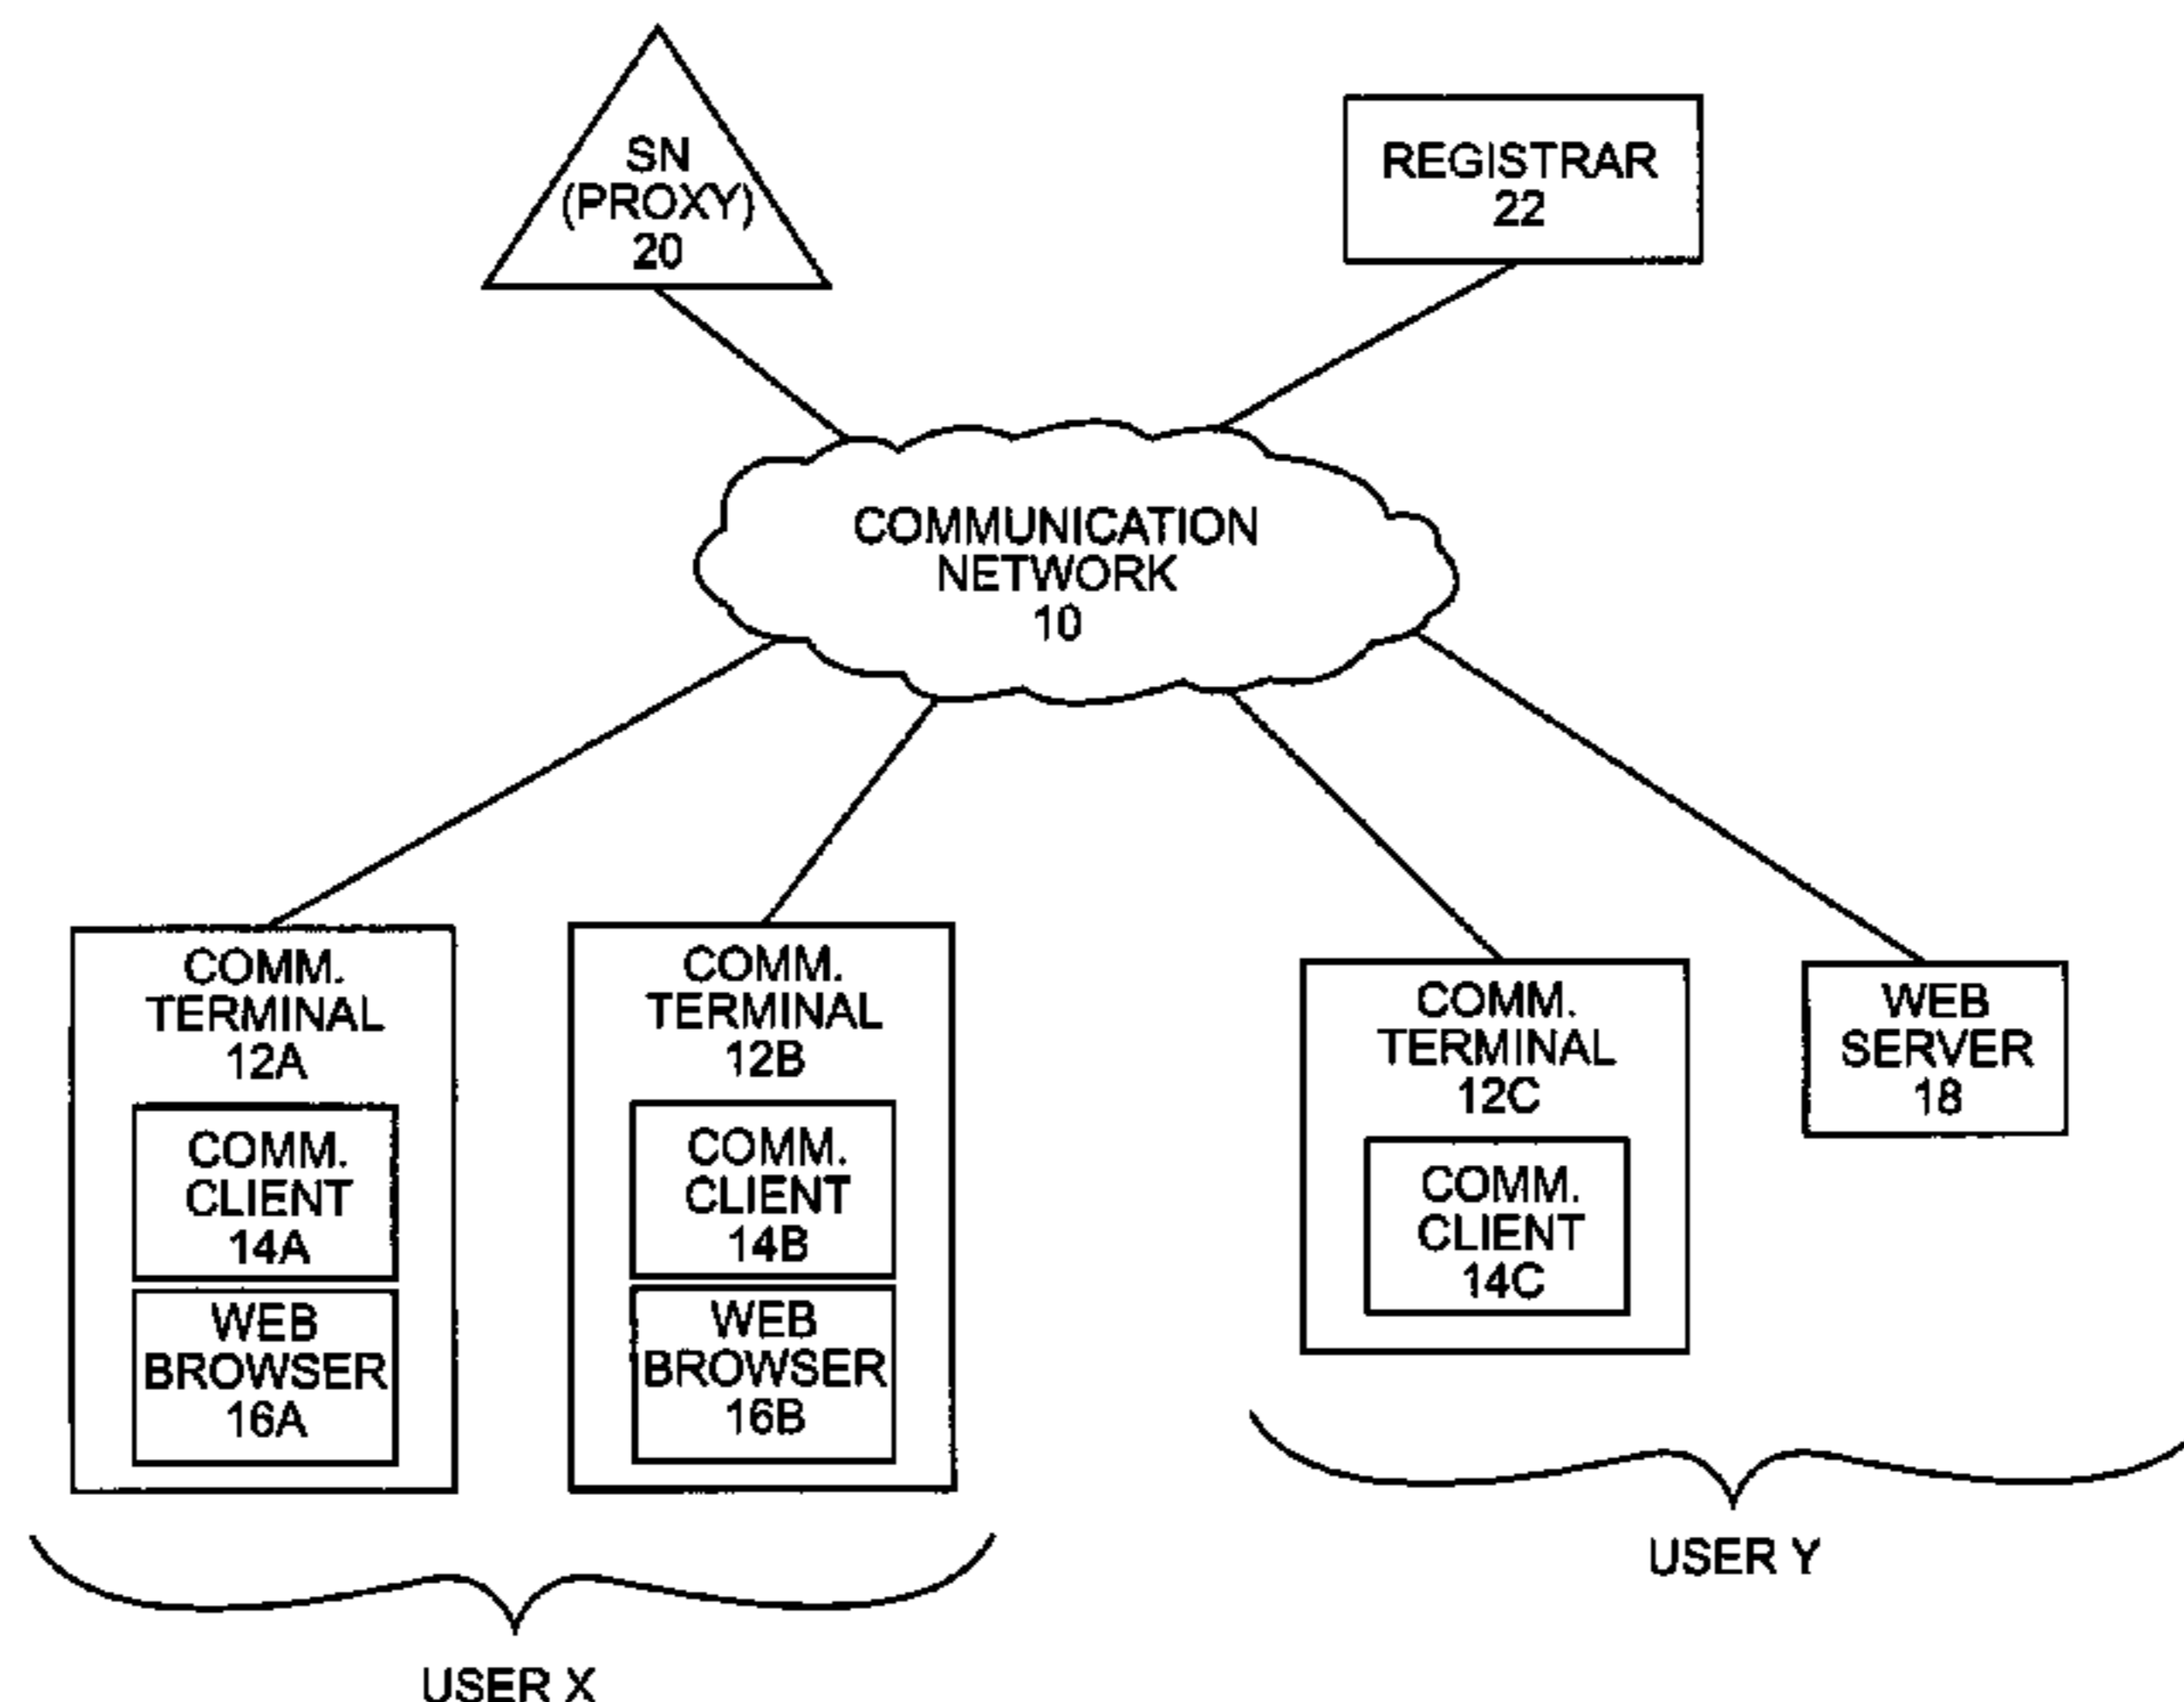 SN
(PROXY)
20
REGISTRAR
22
COMMUNICATION
NETWORK
10
COMM.
TERMINAL
12A
COMM.
CLIENT
14A
WEB
BROWSER
16A
COMM.
TERMINAL
12B
COMM.
CLIENT
14B
WEB
BROWSER
16B
COMM.
TERMINAL
12C
COMM.
CLIENT
14C
WEB
SERVER
18
USER X
USER Y